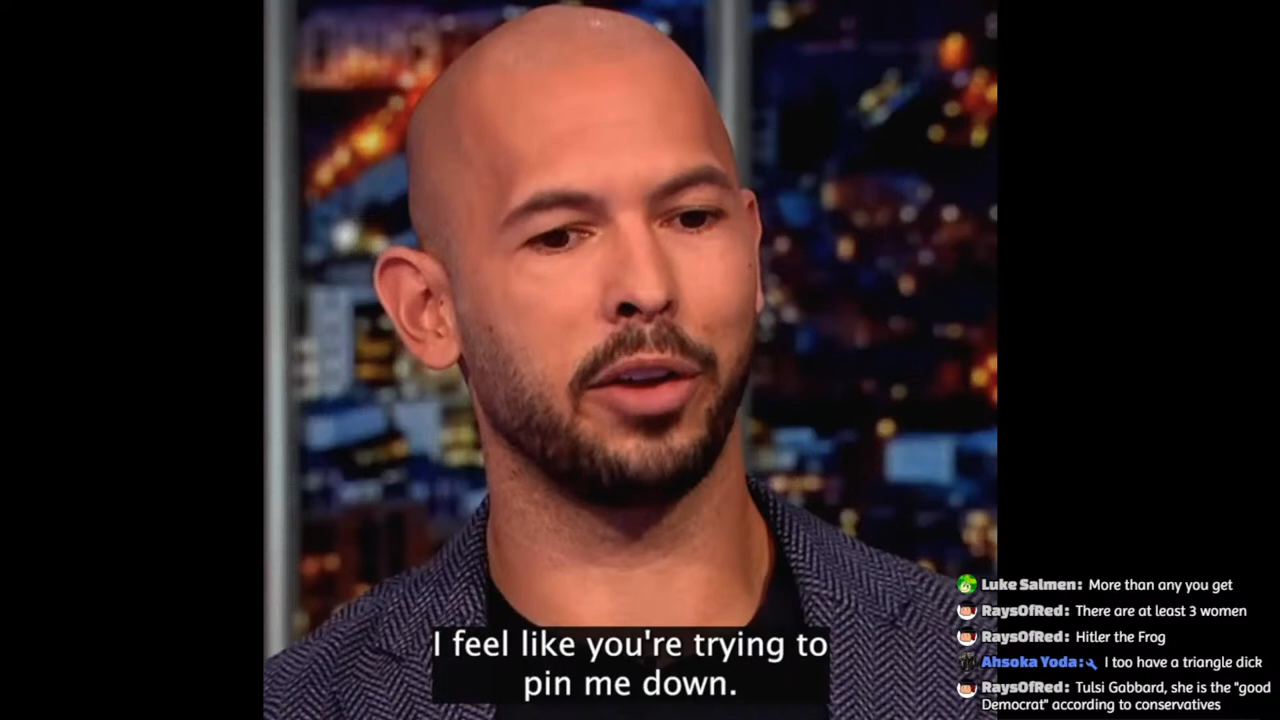 I feel like you're trying to
pin me down.
Luke Salmen: More than any you get
RaysOfRed: There are at least 3 women
RaysOfRed: Hitler the Frog
Ahsoka Yoda: I too have a triangle dick
RaysOfRed: Tulsi Gabbard, she is the "good
Democrat" according to conservatives